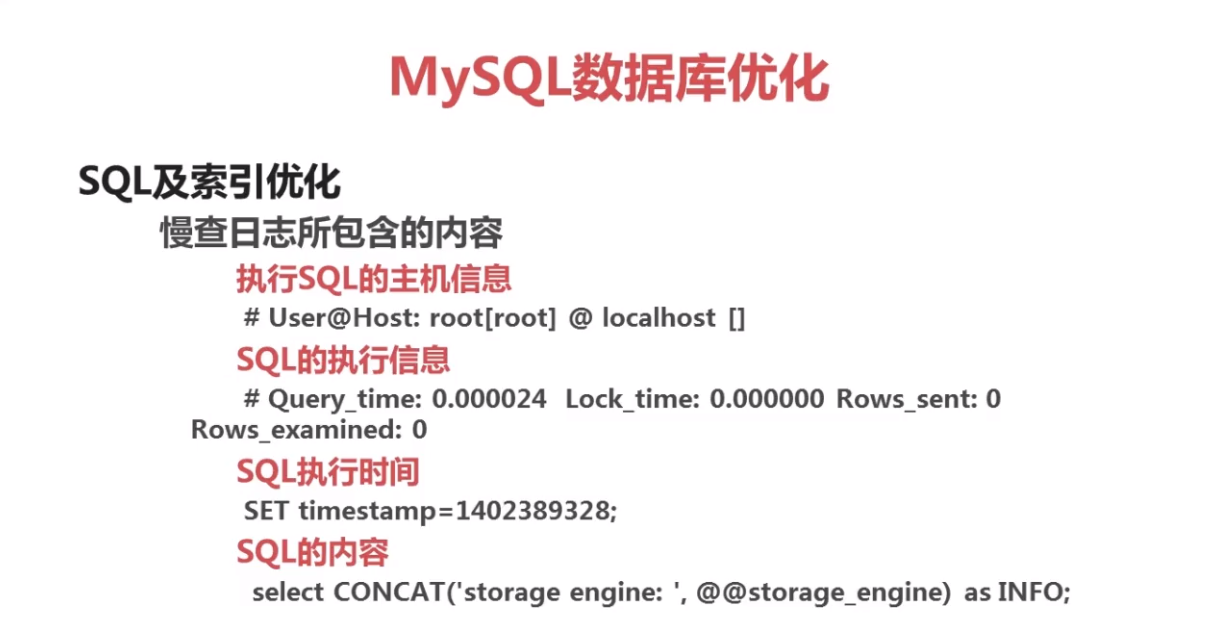 MySQL数据库优化
SQL及索引优化
慢查日志所包含的内容
执行SQL的主机信息
# User@Host: root[root] @ localhost []
SQL的执行信息
# Query_time: 0.000024 Lock_time: 0.000000 Rows_sent: 0
Rows_examined: 0
SQL执行时间
SET timestamp=1402389328;
SQL的内容
select CONCAT('storage engine: ', @@storage_engine) as INFO;